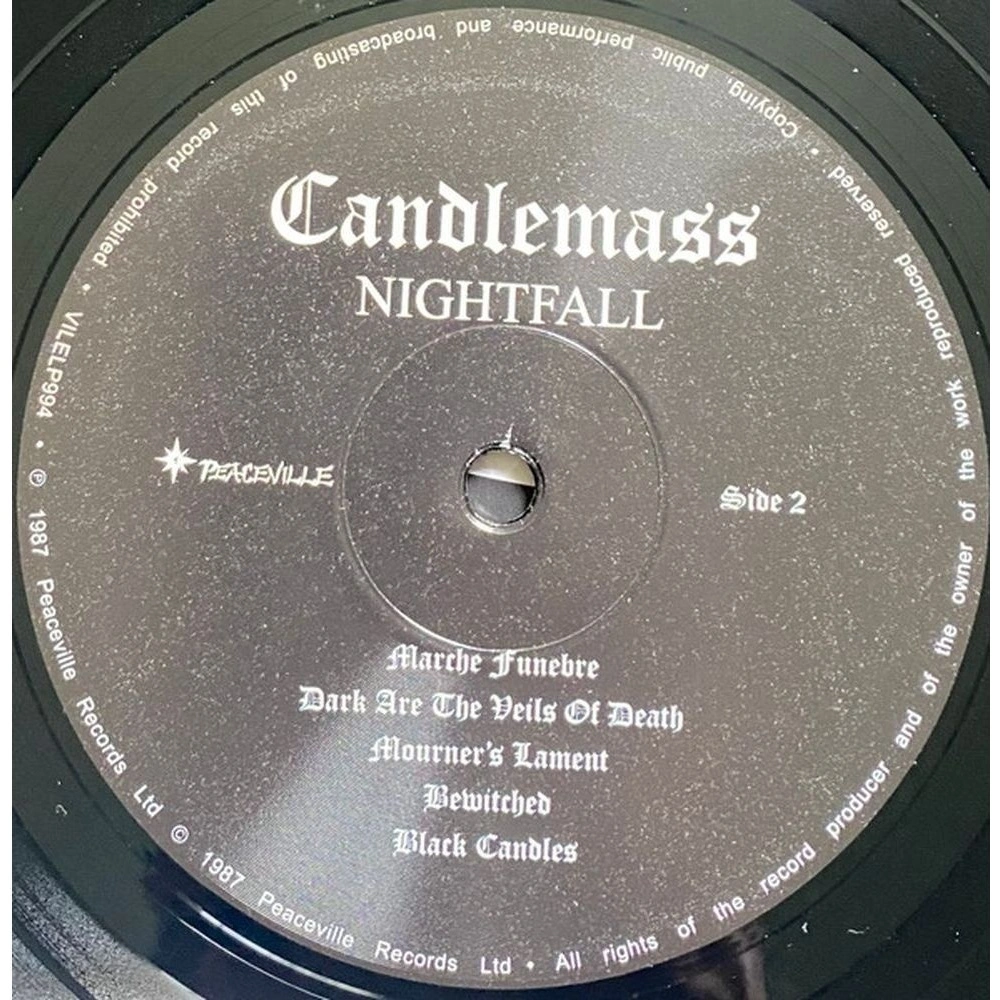 Candlemass
NIGHTFALL
PEACEVILLE
Side 2
Marche Funebre
Dark Are The Veils Of Death
Mourner's Lament
Bewitched
Black Candles
VILELP994 • ℗ 1987 Peaceville Records Ltd © 1987 Peaceville Records Ltd • All rights of the record producer and of the owner of the work reproduced reserved • Copying, public performance and broadcasting of this record prohibited •